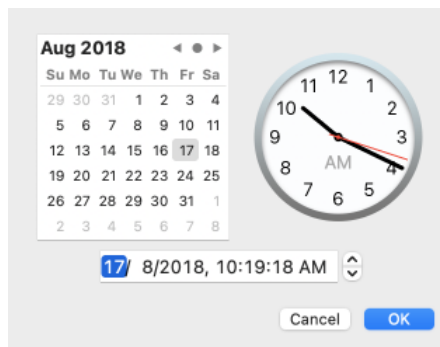 Aug 2018
Su Mo Tu We Th Fr Sa
29 30 31 1 2 3 4
5 6 7 8 9 10 11
12 13 14 15 16 17 18
19 20 21 22 23 24 25
26 27 28 29 30 31 1
2 3 4 5 6 7 8
12
1
2
3
4
5
6
7
8
9
10
11
AM
17/ 8/2018, 10:19:18 AM
Cancel
OK